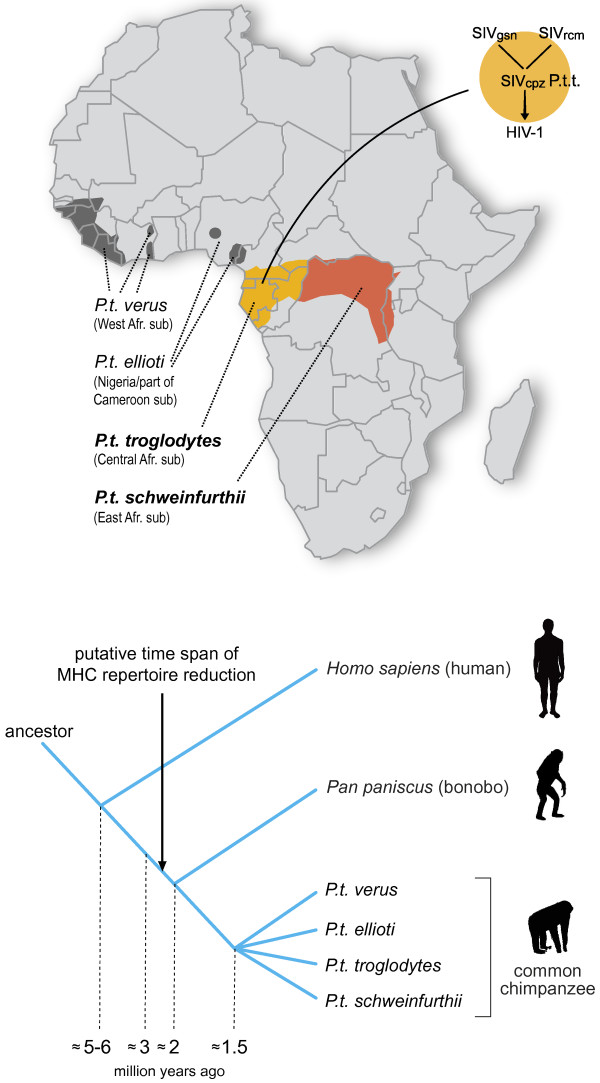 SIVgsn SIVrcm
SIVcpz P.t.t.
HIV-1
P.t. verus
(West Afr. sub)
P.t. ellioti
(Nigeria/part of
Cameroon sub)
P.t. troglodytes
(Central Afr. sub)
P.t. schweinfurthii
(East Afr. sub)
putative time span of
MHC repertoire reduction
ancestor
Homo sapiens (human)
Pan paniscus (bonobo)
P.t. verus
P.t. ellioti
P.t. troglodytes
P.t. schweinfurthii
common
chimpanzee
≈5-6 ≈3 ≈2 ≈1.5
million years ago